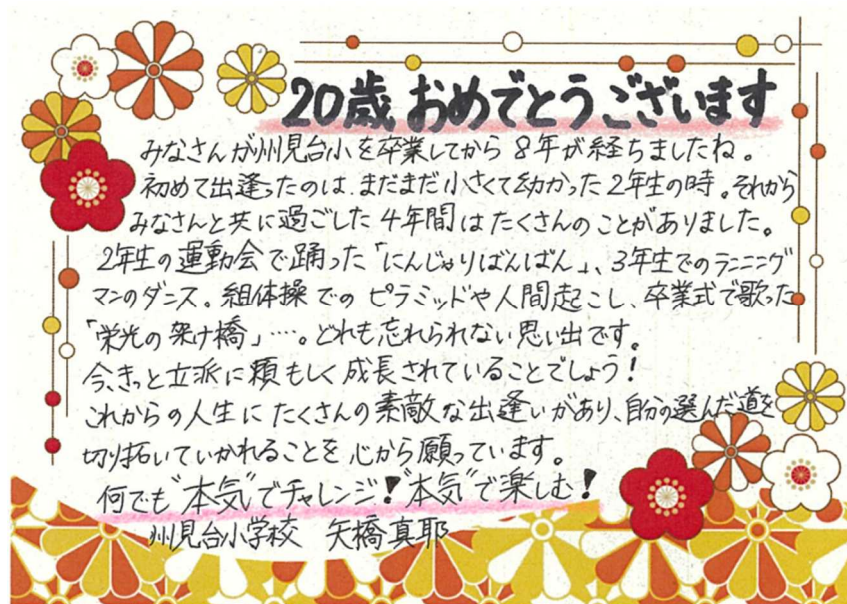 20歳おめでとうございます
みなさんが州見台小を卒業してから8年が経ちましたね。
初めて出逢ったのは、まだまだ小さくて幼かった2年生の時。それから
みなさんと共に過ごした4年間はたくさんのことがありました。
2年生の運動会で踊った「にんじゃりばんばん」、3年生でのランニング
マンのダンス。組体操でのピラミッドや人間起こし、卒業式で歌った
「栄光の架け橋」…。どれも忘れられない思い出です。
今、きっと立派に頼もしく成長されていることでしょう!
これからの人生にたくさんの素敵な出逢いがあり、自分の選んだ道を
切り拓いていかれることを心から願っています。
何でも"本気"でチャレンジ!"本気"で楽しむ!
州見台小学校 矢橋真耶